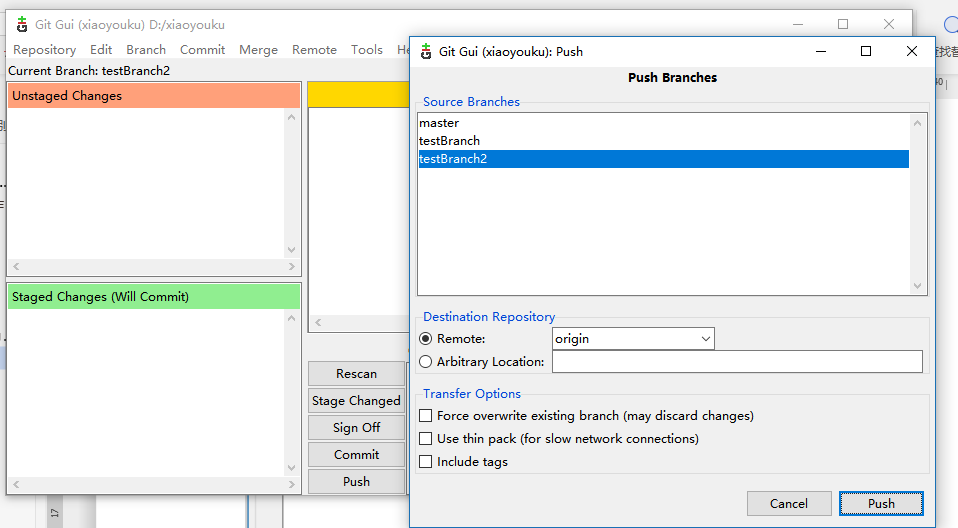 Git Gui (xiaoyouku) D:/xiaoyouku
Repository Edit Branch Commit Merge Remote Tools He
Current Branch: testBranch2
Unstaged Changes
Staged Changes (Will Commit)
Rescan
Stage Changed
Sign Off
Commit
Push
Git Gui (xiaoyouku): Push
Push Branches
Source Branches
master
testBranch
testBranch2
Destination Repository
Remote: origin
Arbitrary Location:
Transfer Options
Force overwrite existing branch (may discard changes)
Use thin pack (for slow network connections)
Include tags
Cancel Push
40
17